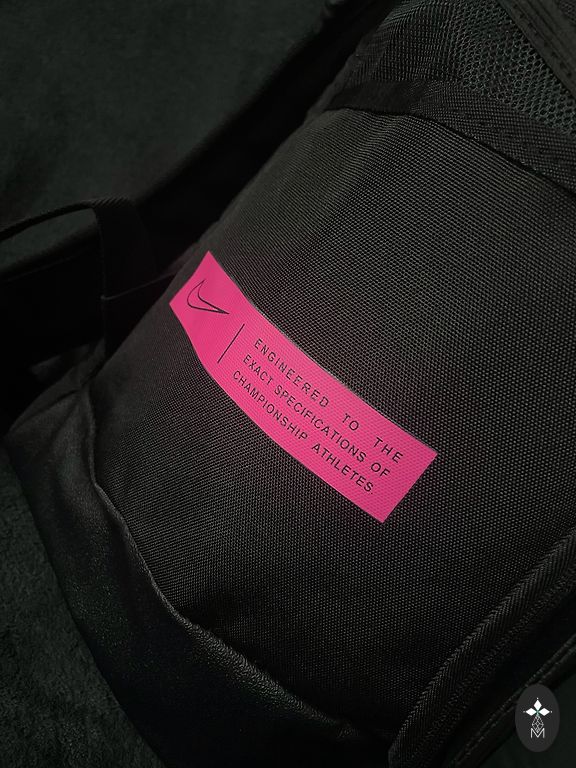 ENGINEERED TO THE
EXACT SPECIFICATIONS OF
CHAMPIONSHIP ATHLETES
M